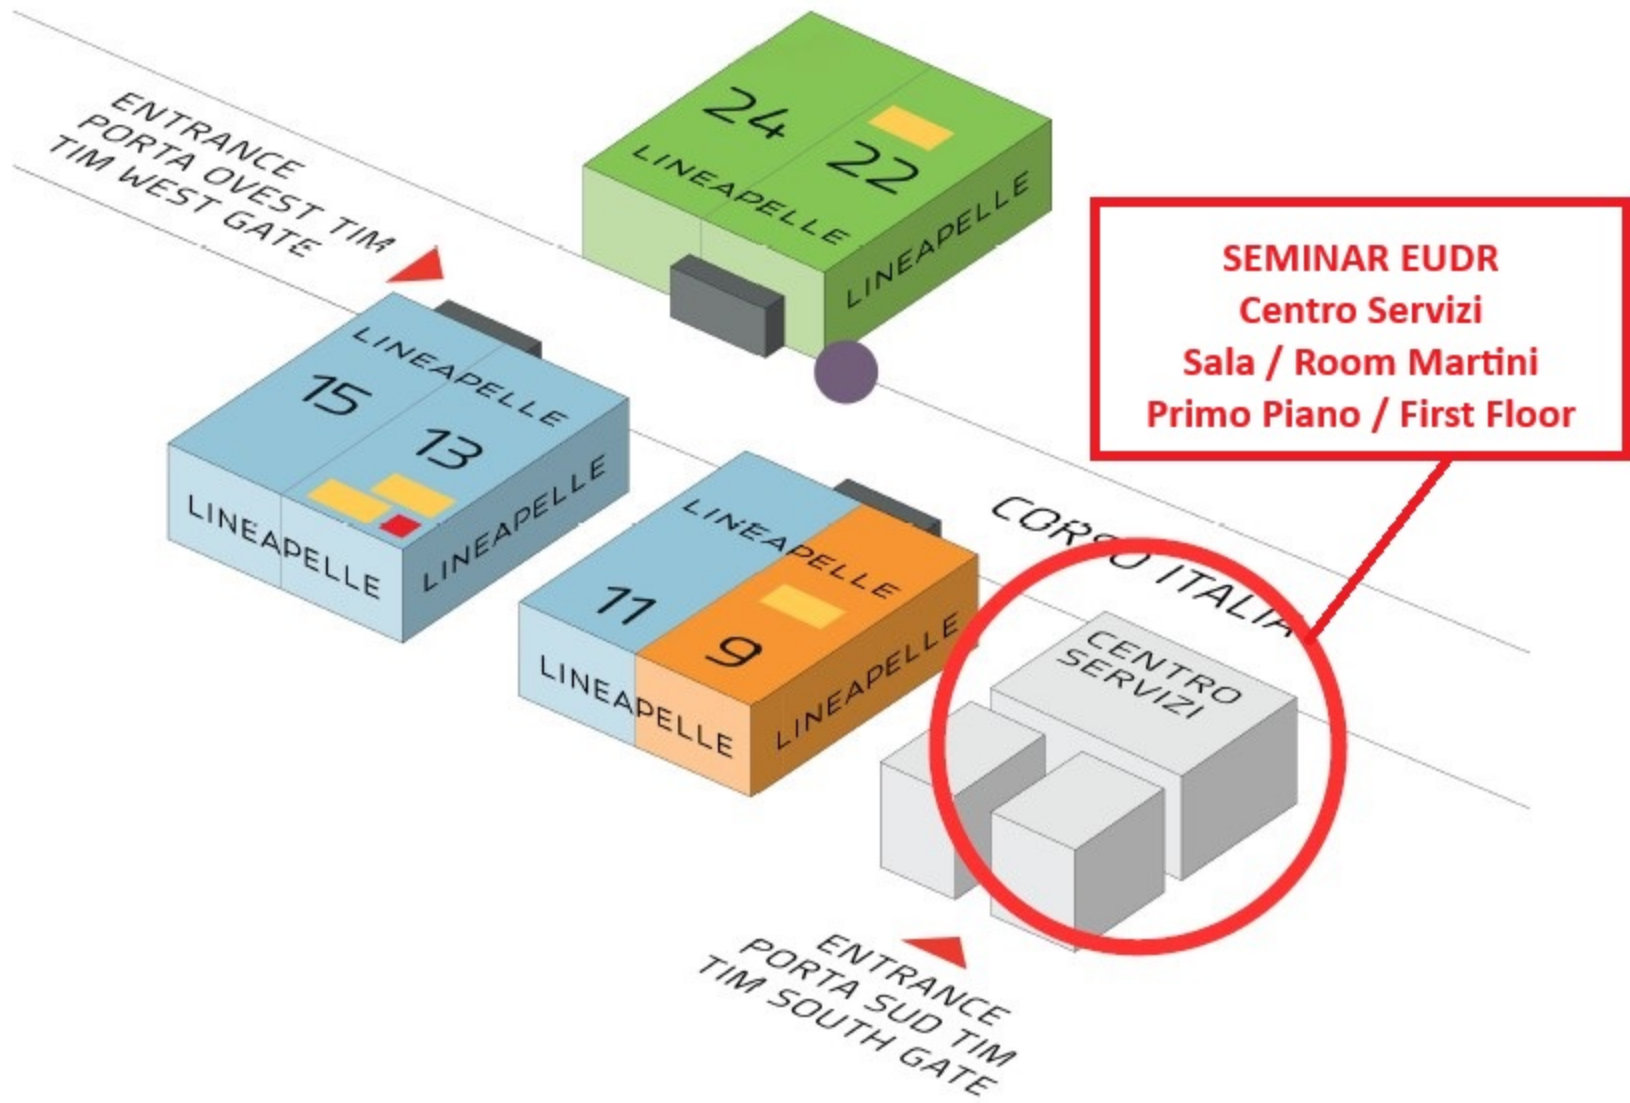 ENTRANCE
PORTA OVEST TIM
TIM WEST GATE
24
22
LINEAPELLE
LINEAPELLE
SEMINAR EUDR
Centro Servizi
Sala / Room Martini
Primo Piano / First Floor
LINEAPELLE
15
13
LINEAPELLE
LINEAPELLE
LINEAPELLE
11
9
LINEAPELLE
LINEAPELLE
CORSO ITALIA
CENTRO
SERVIZI
ENTRANCE
PORTA SUD TIM
TIM SOUTH GATE